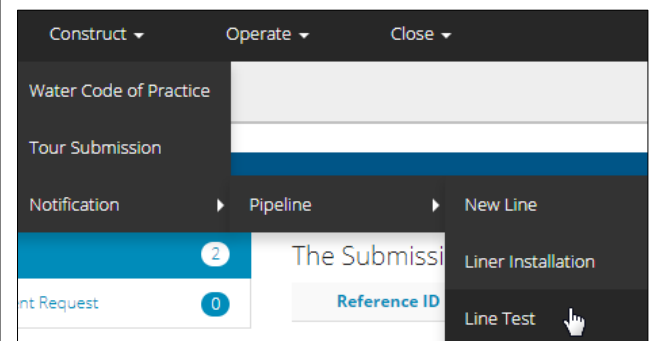 Construct Operate Close
Water Code of Practice
Tour Submission
Notification Pipeline New Line
2 The Submissi Liner Installation
nt Request 0 Reference ID
Line Test